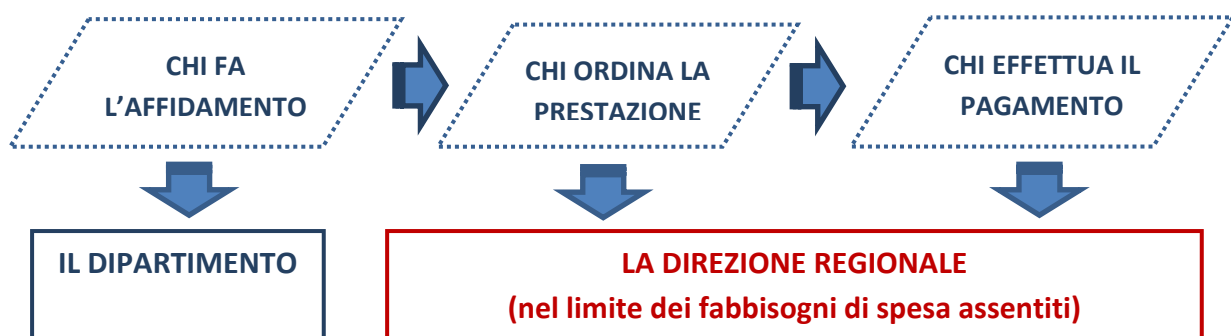 CHI FA
L’AFFIDAMENTO
CHI ORDINA LA
PRESTAZIONE
CHI EFFETTUA IL
PAGAMENTO
IL DIPARTIMENTO
LA DIREZIONE REGIONALE
(nel limite dei fabbisogni di spesa assentiti)